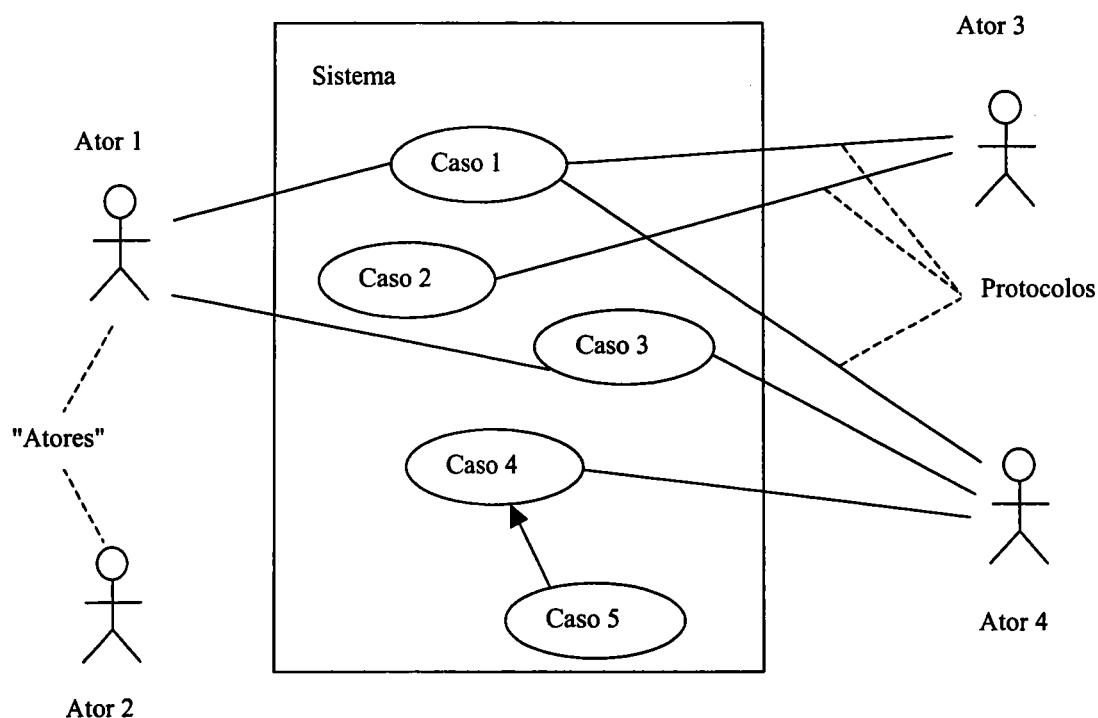 Ator 3
Sistema
Ator 1
Caso 1
Caso 2
Protocolos
Caso 3
"Atores"
Caso 4
Caso 5
Ator 4
Ator 2